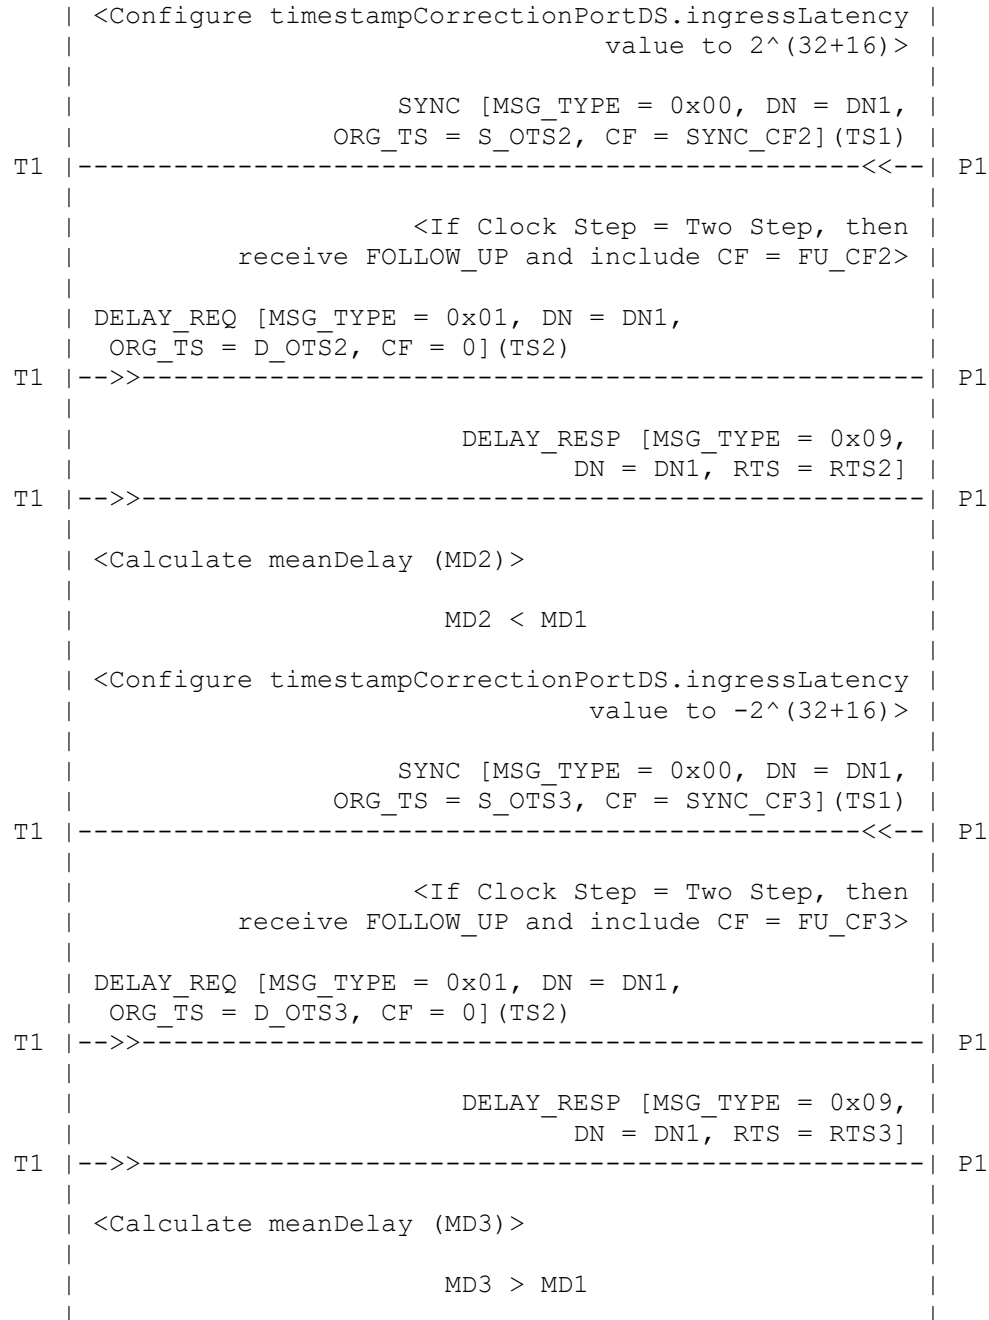 | <Configure timestampCorrectionPortDS.ingressLatency |
| value to 2^(32+16)> |
| |
| SYNC [MSG_TYPE = 0x00, DN = DN1, |
| ORG_TS = S_OTS2, CF = SYNC_CF2](TS1) |
T1 |-------------------------------------------------<<--| P1
| |
| <If Clock Step = Two Step, then |
| receive FOLLOW_UP and include CF = FU_CF2> |
| |
| DELAY_REQ [MSG_TYPE = 0x01, DN = DN1, |
| ORG_TS = D_OTS2, CF = 0](TS2) |
T1 |-->>-------------------------------------------------| P1
| |
| DELAY_RESP [MSG_TYPE = 0x09, |
| DN = DN1, RTS = RTS2] |
T1 |-->>-------------------------------------------------| P1
| |
| <Calculate meanDelay (MD2)> |
| |
| MD2 < MD1 |
| |
| <Configure timestampCorrectionPortDS.ingressLatency |
| value to -2^(32+16)> |
| |
| SYNC [MSG_TYPE = 0x00, DN = DN1, |
| ORG_TS = S_OTS3, CF = SYNC_CF3](TS1) |
T1 |-------------------------------------------------<<--| P1
| |
| <If Clock Step = Two Step, then |
| receive FOLLOW_UP and include CF = FU_CF3> |
| |
| DELAY_REQ [MSG_TYPE = 0x01, DN = DN1, |
| ORG_TS = D_OTS3, CF = 0](TS2) |
T1 |-->>-------------------------------------------------| P1
| |
| DELAY_RESP [MSG_TYPE = 0x09, |
| DN = DN1, RTS = RTS3] |
T1 |-->>-------------------------------------------------| P1
| |
| <Calculate meanDelay (MD3)> |
| |
| MD3 > MD1 |
| |